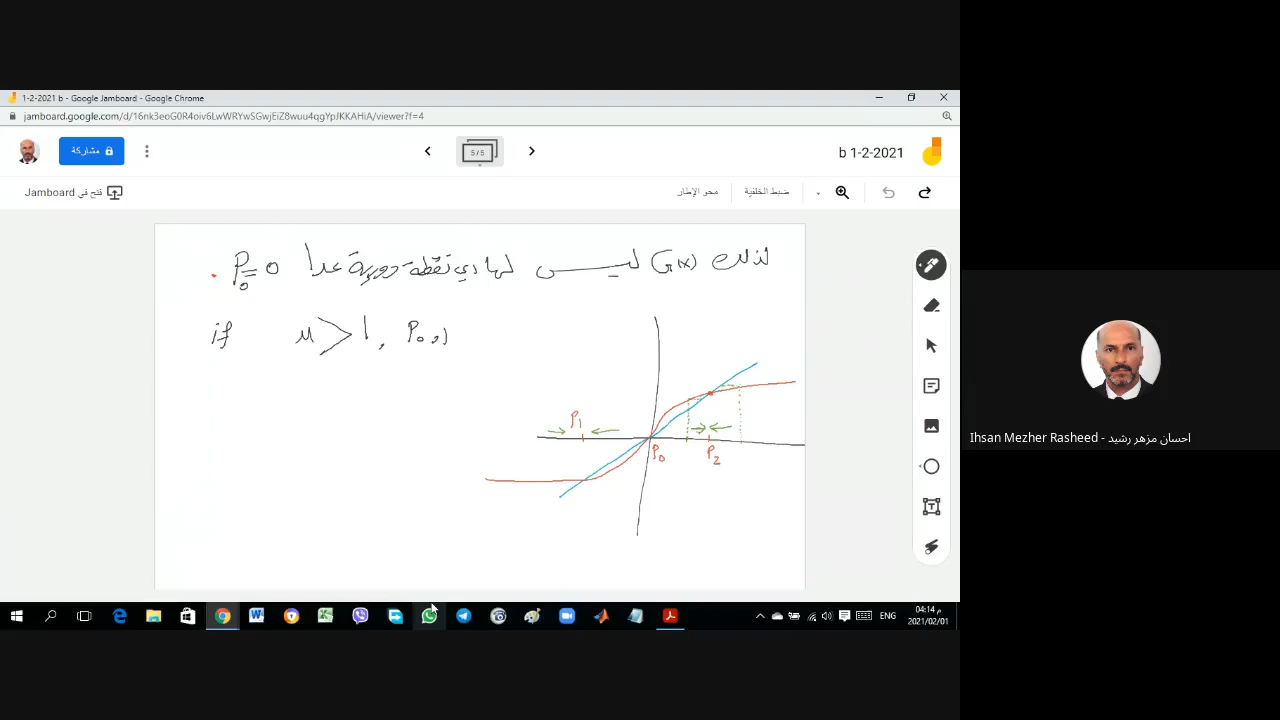 1-2-2021 b - Google Jamboard - Google Chrome
jamboard.google.com/d/16nk3eoG0R4oiv6LwWRYwSGwjEiZ8wuu4qgYpJKKAHiA/viewer?f=4
مشاركة
5 / 5
b 1-2-2021
فتح في Jamboard
محو الإطار
ضبط الخلفية
لذلك G(x) ليس لها دي نقطة دورية عدا P₀ = 0 .
if μ > 1 , P₀ ,
P₁
P₀
P₂
Ihsan Mezher Rasheed - احسان مزهر رشيد
ENG
04:14 م
2021/02/01